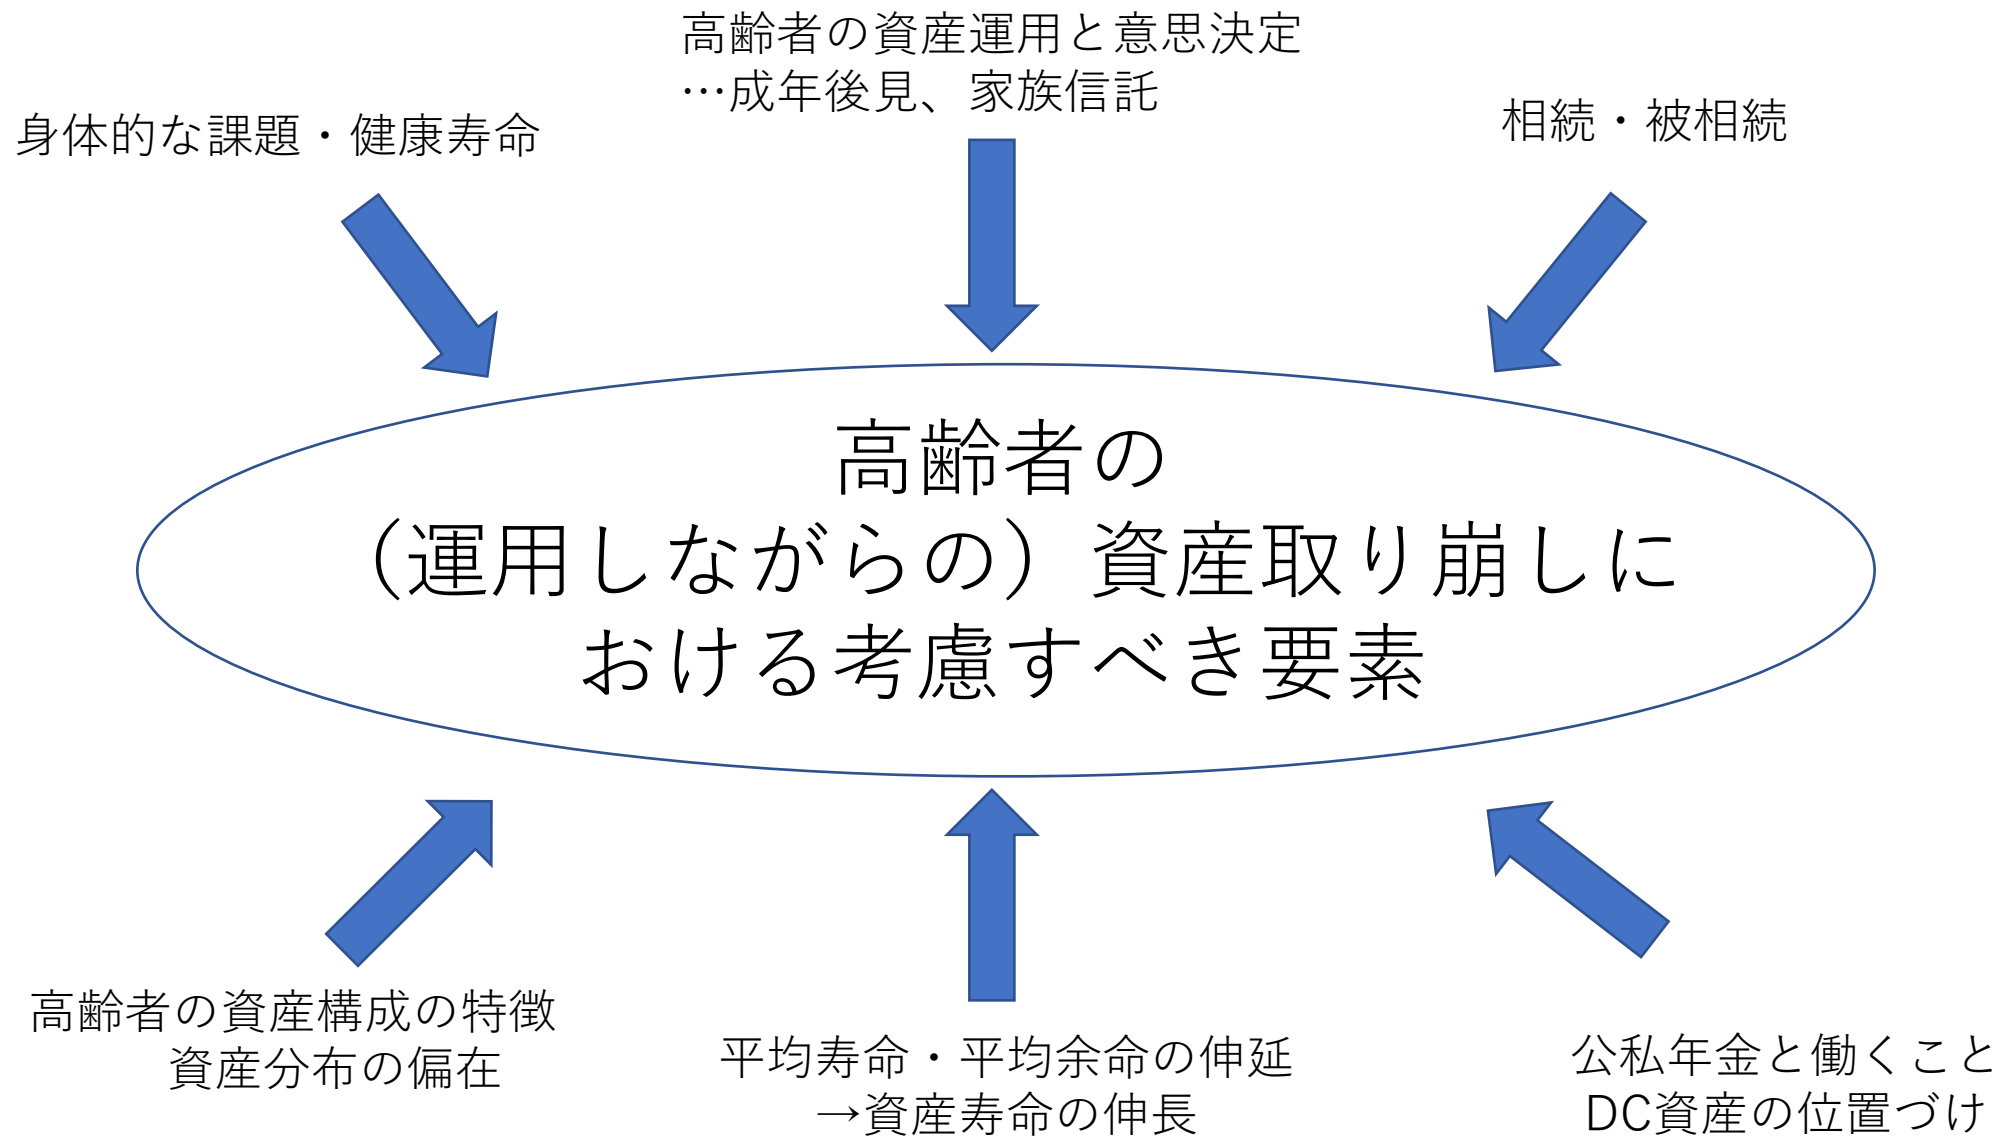 高齢者の資産運用と意思決定
…成年後見、家族信託
身体的な課題・健康寿命
相続・被相続
高齢者の
（運用しながらの）資産取り崩しに
おける考慮すべき要素
高齢者の資産構成の特徴
資産分布の偏在
平均寿命・平均余命の伸延
→資産寿命の伸長
公私年金と働くこと
DC資産の位置づけ